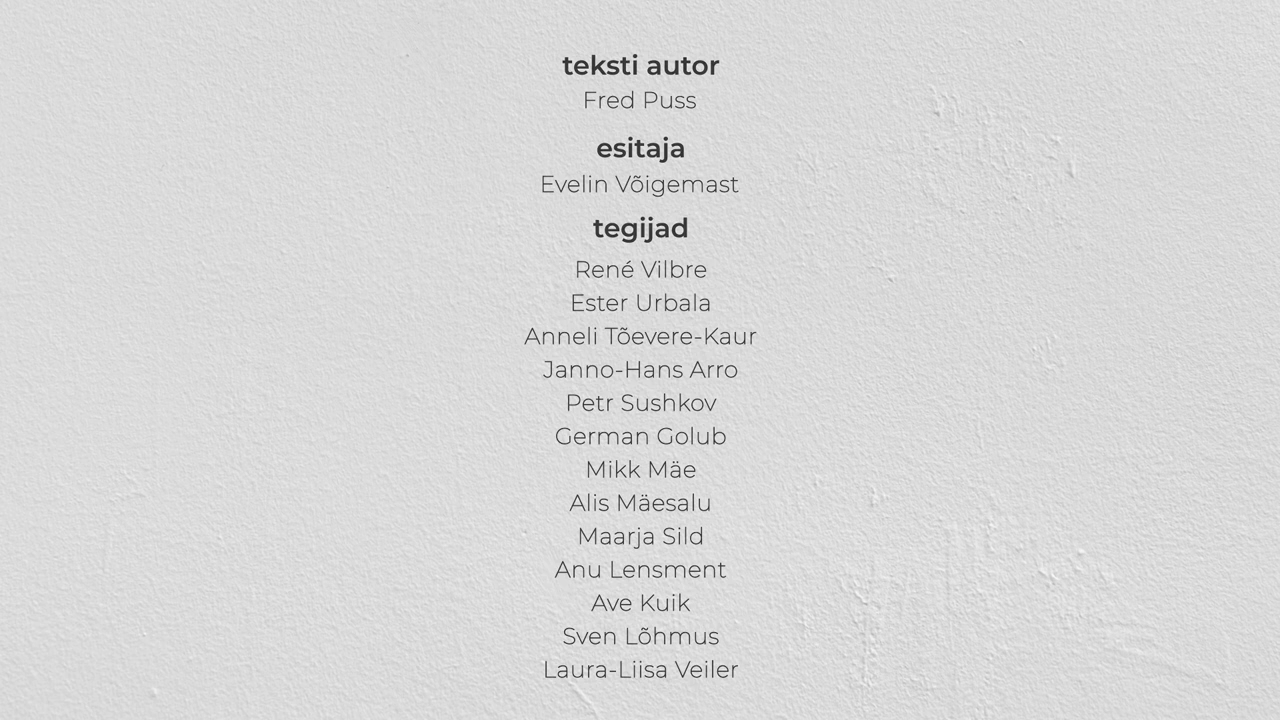 teksti autor
Fred Puss
esitaja
Evelin Võigemast
tegijad
René Vilbre
Ester Urbala
Anneli Tõevere-Kaur
Janno-Hans Arro
Petr Sushkov
German Golub
Mikk Mäe
Alis Mäesalu
Maarja Sild
Anu Lensment
Ave Kuik
Sven Lõhmus
Laura-Liisa Veiler